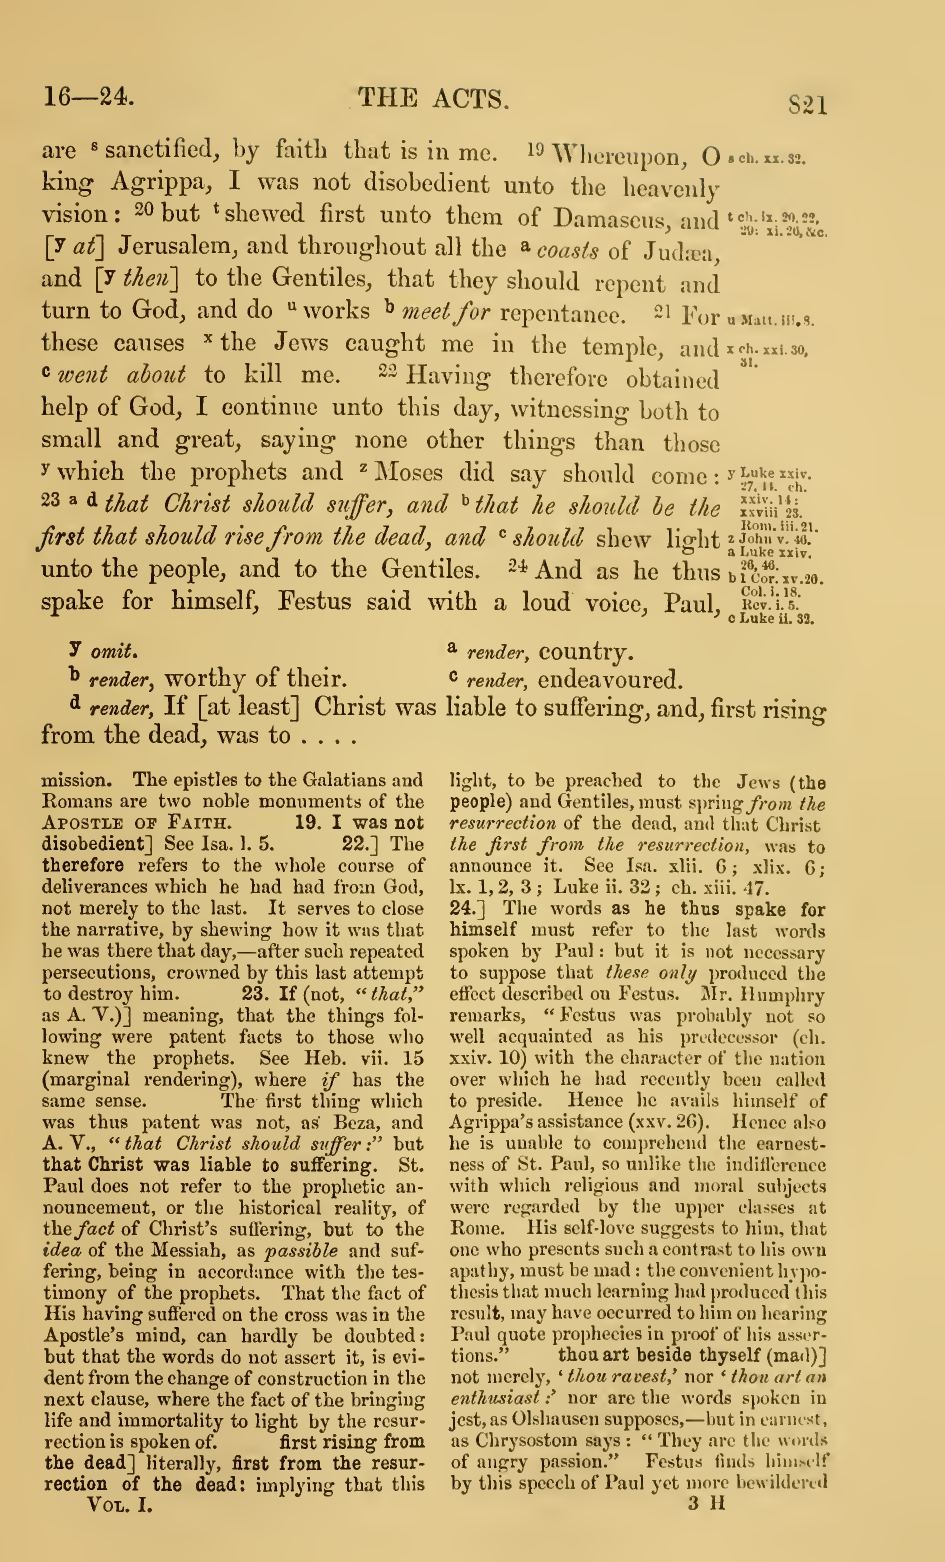 16—24.
THE ACTS.
821
are s sanctified, by faith that is in me. 19 Whereupon, O
king Agrippa, I was not disobedient unto the heavenly
vision: 20 but t shewed first unto them of Damascus, and
[y at] Jerusalem, and throughout all the a coasts of Judæa,
and [y then] to the Gentiles, that they should repent and
turn to God, and do u works b meet for repentance. 21 For
these causes x the Jews caught me in the temple, and
c went about to kill me. 22 Having therefore obtained
help of God, I continue unto this day, witnessing both to
small and great, saying none other things than those
y which the prophets and z Moses did say should come:
23 a d that Christ should suffer, and b that he should be the
first that should rise from the dead, and c should shew light
unto the people, and to the Gentiles. 24 And as he thus
spake for himself, Festus said with a loud voice, Paul,
s ch. xx. 32.
t ch. ix. 20, 22,
29: xi. 26, &c.
u Matt. iii. 8.
x ch. xxi. 30,
31.
y Luke xxiv.
27, 44. ch.
xxiv. 14:
xxviii 23.
Rom. iii. 21.
z John v. 46.
a Luke xxiv.
26, 46.
b 1 Cor. xv. 20.
Col. i. 18.
Rev. i. 5.
c Luke ii. 32.
y omit.
a render, country.
b render, worthy of their.
c render, endeavoured.
d render, If [at least] Christ was liable to suffering, and, first rising
from the dead, was to . . . .
mission. The epistles to the Galatians and
Romans are two noble monuments of the
APOSTLE OF FAITH. 19. I was not
disobedient] See Isa. l. 5. 22.] The
therefore refers to the whole course of
deliverances which he had had from God,
not merely to the last. It serves to close
the narrative, by shewing how it was that
he was there that day,—after such repeated
persecutions, crowned by this last attempt
to destroy him. 23. If (not, "that,"
as A. V.)] meaning, that the things fol-
lowing were patent facts to those who
knew the prophets. See Heb. vii. 15
(marginal rendering), where if has the
same sense. The first thing which
was thus patent was not, as Beza, and
A. V., "that Christ should suffer:" but
that Christ was liable to suffering. St.
Paul does not refer to the prophetic an-
nouncement, or the historical reality, of
the fact of Christ's suffering, but to the
idea of the Messiah, as passible and suf-
fering, being in accordance with the tes-
timony of the prophets. That the fact of
His having suffered on the cross was in the
Apostle's mind, can hardly be doubted:
but that the words do not assert it, is evi-
dent from the change of construction in the
next clause, where the fact of the bringing
life and immortality to light by the resur-
rection is spoken of. first rising from
the dead] literally, first from the resur-
rection of the dead: implying that this
light, to be preached to the Jews (the
people) and Gentiles, must spring from the
resurrection of the dead, and that Christ
the first from the resurrection, was to
announce it. See Isa. xlii. 6; xlix. 6;
lx. 1, 2, 3; Luke ii. 32; ch. xiii. 47.
24.] The words as he thus spake for
himself must refer to the last words
spoken by Paul: but it is not necessary
to suppose that these only produced the
effect described on Festus. Mr. Humphry
remarks, "Festus was probably not so
well acquainted as his predecessor (ch.
xxiv. 10) with the character of the nation
over which he had recently been called
to preside. Hence he avails himself of
Agrippa's assistance (xxv. 26). Hence also
he is unable to comprehend the earnest-
ness of St. Paul, so unlike the indifference
with which religious and moral subjects
were regarded by the upper classes at
Rome. His self-love suggests to him, that
one who presents such a contrast to his own
apathy, must be mad: the convenient hypo-
thesis that much learning had produced this
result, may have occurred to him on hearing
Paul quote prophecies in proof of his asser-
tions." thou art beside thyself (mad)]
not merely, 'thou ravest,' nor 'thou art an
enthusiast:' nor are the words spoken in
jest, as Olshausen supposes,—but in earnest,
as Chrysostom says: "They are the words
of angry passion." Festus finds himself
by this speech of Paul yet more bewildered
VOL. I.
3 H